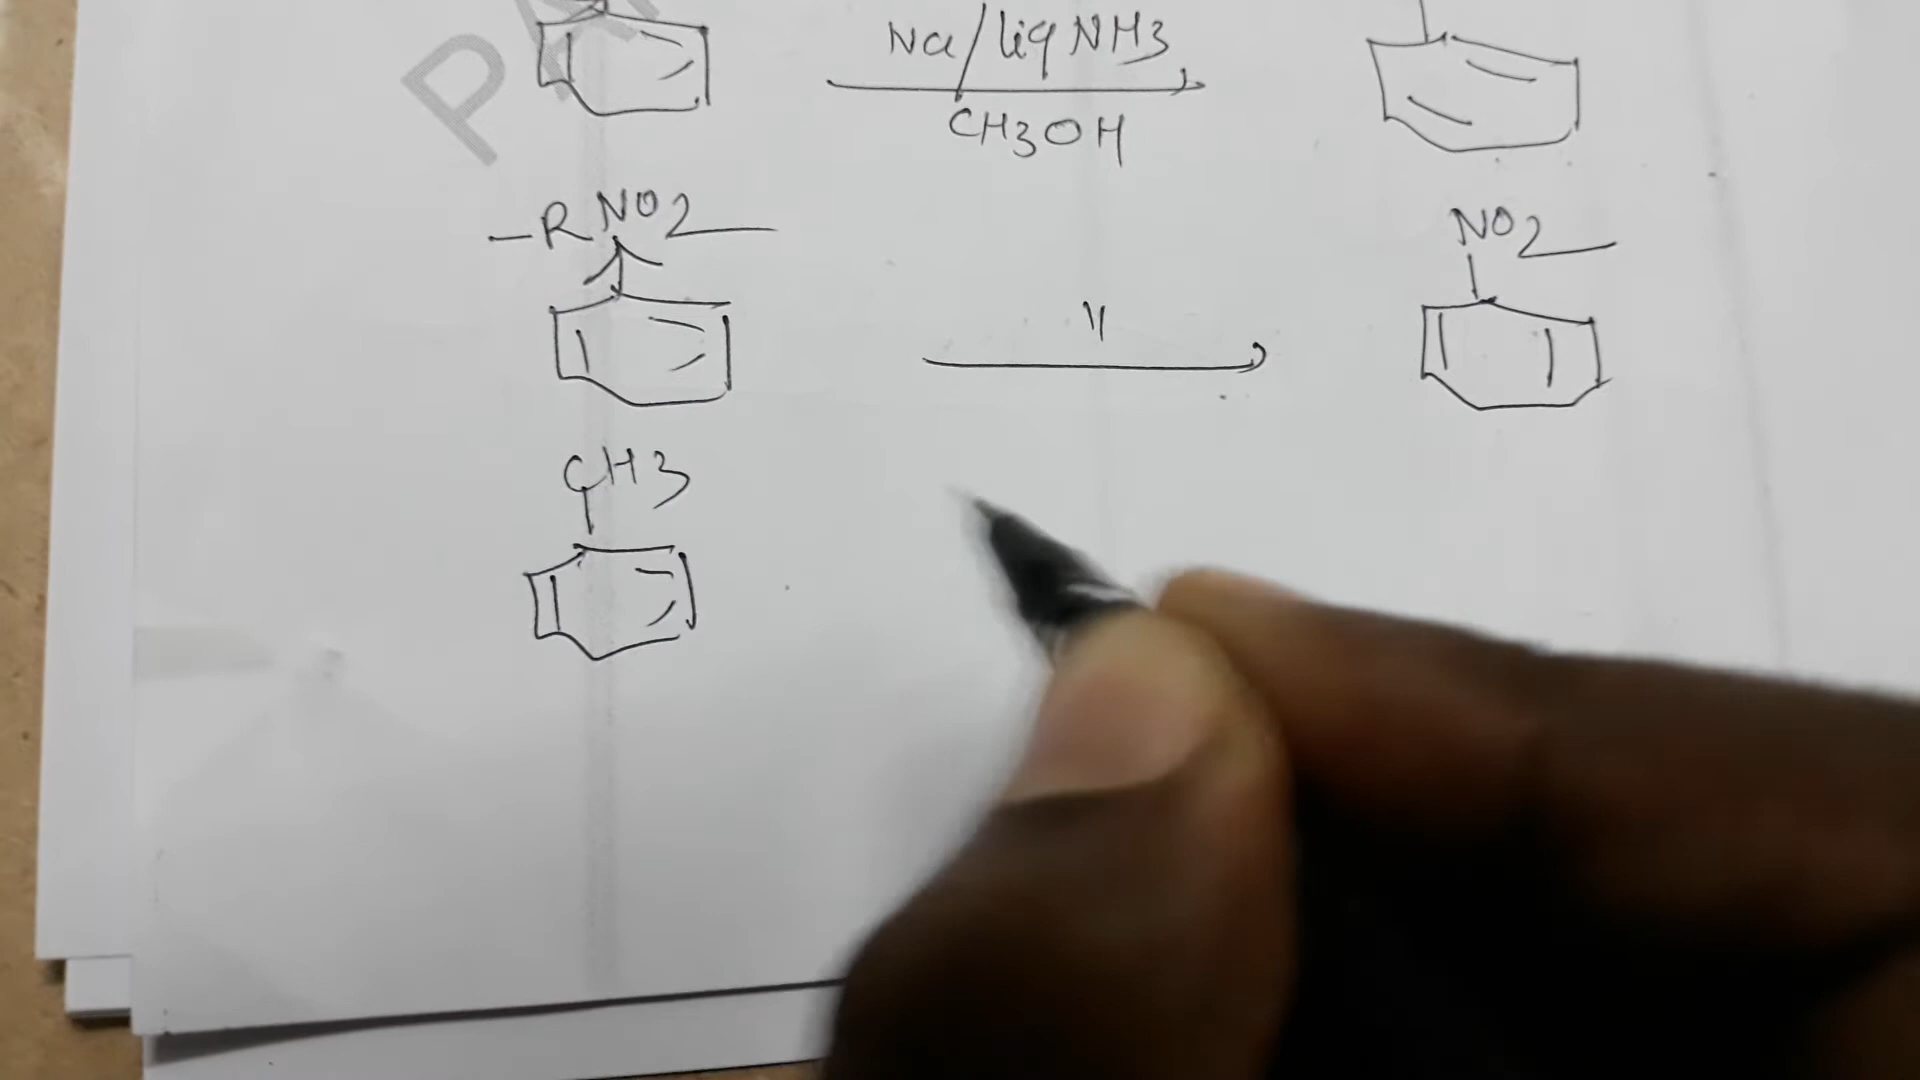 Na/liq NH3
CH3OH
-R NO2
NO2
"
CH3